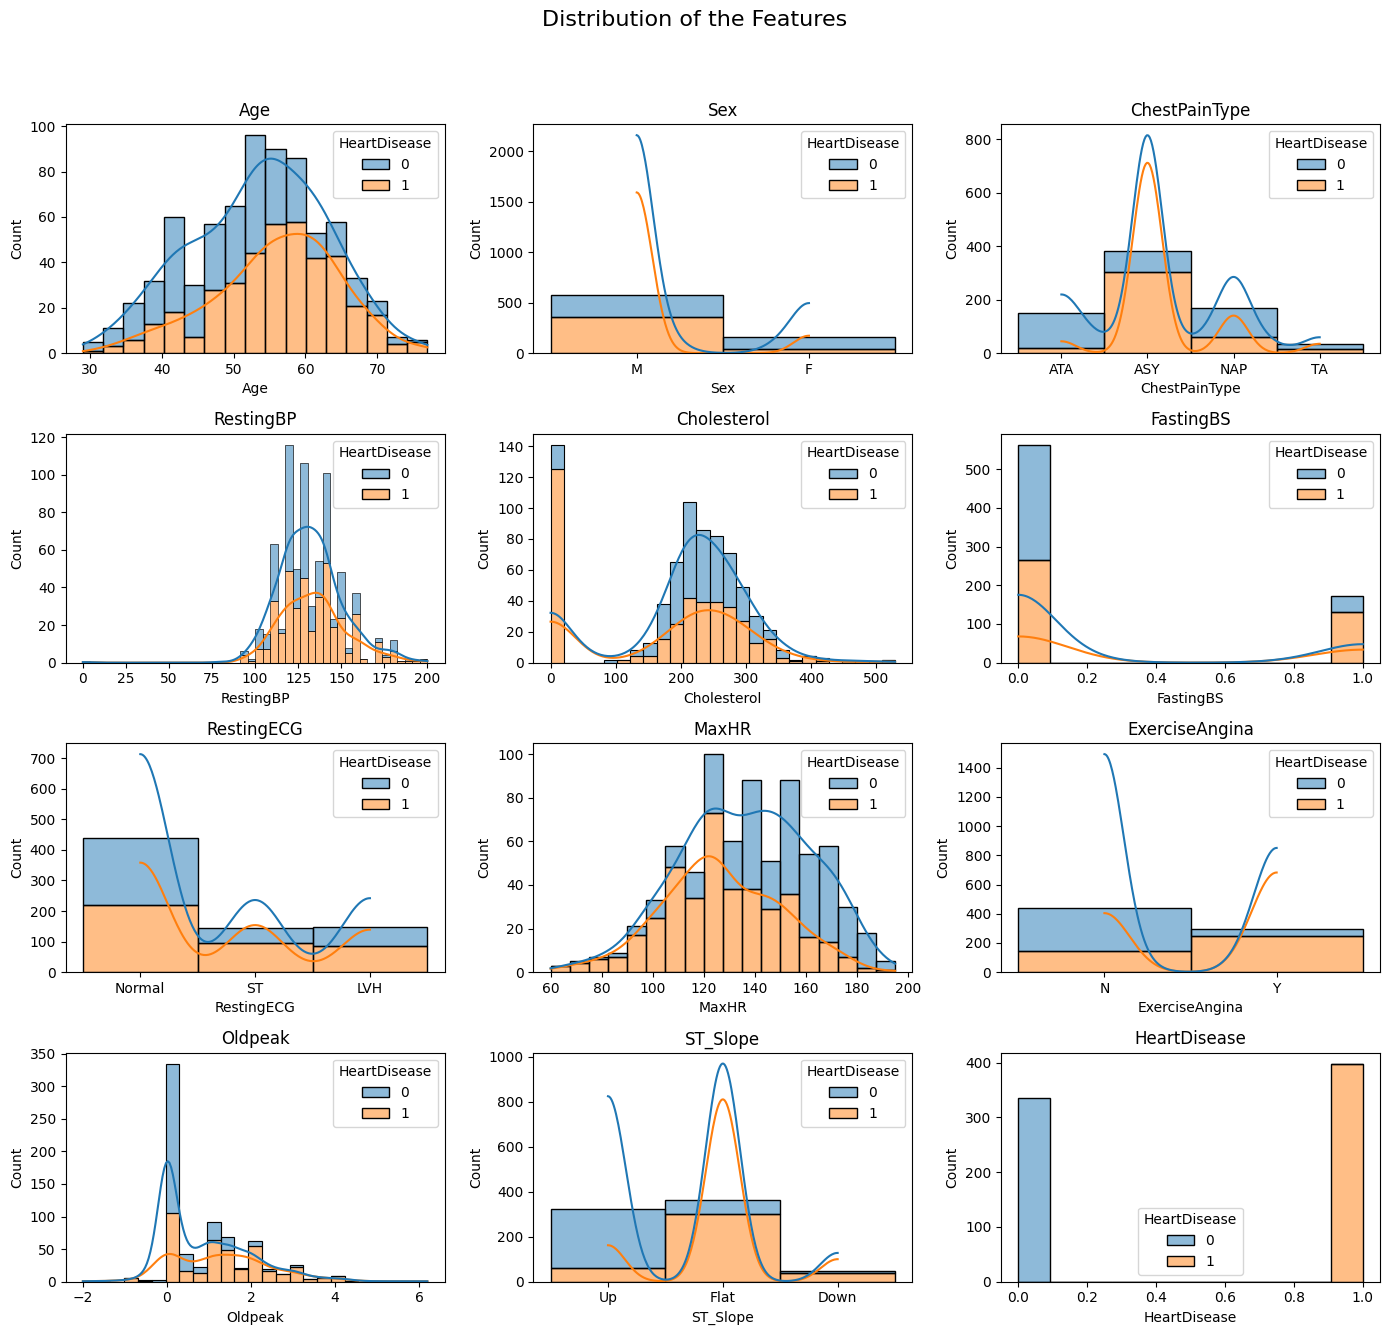 Distribution of the Features
Age
HeartDisease
0
1
Count
0
20
40
60
80
100
30
40
50
60
70
Age
Sex
HeartDisease
0
1
Count
0
500
1000
1500
2000
M
F
Sex
ChestPainType
HeartDisease
0
1
Count
0
200
400
600
800
ATA
ASY
NAP
TA
ChestPainType
RestingBP
HeartDisease
0
1
Count
0
20
40
60
80
100
120
0
25
50
75
100
125
150
175
200
RestingBP
Cholesterol
HeartDisease
0
1
Count
0
20
40
60
80
100
120
140
0
100
200
300
400
500
Cholesterol
FastingBS
HeartDisease
0
1
Count
0
100
200
300
400
500
0.0
0.2
0.4
0.6
0.8
1.0
FastingBS
RestingECG
HeartDisease
0
1
Count
0
100
200
300
400
500
600
700
Normal
ST
LVH
RestingECG
MaxHR
HeartDisease
0
1
Count
0
20
40
60
80
100
60
80
100
120
140
160
180
200
MaxHR
ExerciseAngina
HeartDisease
0
1
Count
0
200
400
600
800
1000
1200
1400
N
Y
ExerciseAngina
Oldpeak
HeartDisease
0
1
Count
0
50
100
150
200
250
300
350
−2
0
2
4
6
Oldpeak
ST_Slope
HeartDisease
0
1
Count
0
200
400
600
800
1000
Up
Flat
Down
ST_Slope
HeartDisease
HeartDisease
0
1
Count
0
100
200
300
400
0.0
0.2
0.4
0.6
0.8
1.0
HeartDisease